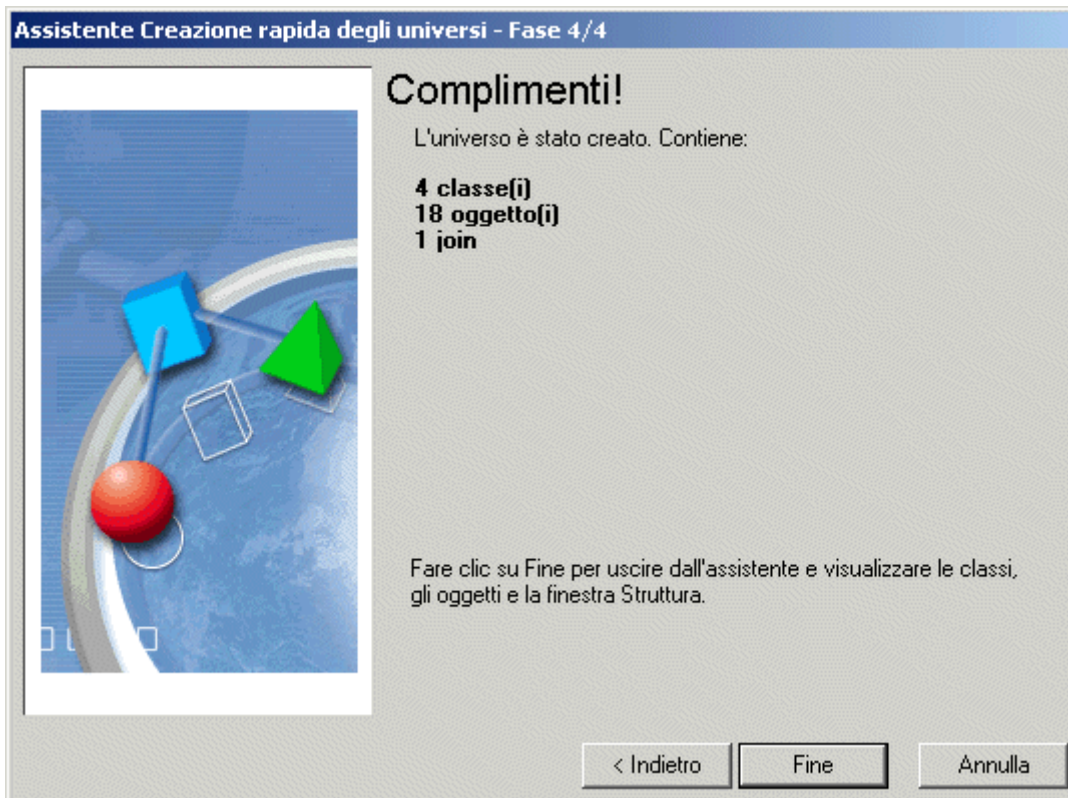 Assistente Creazione rapida degli universi - Fase 4/4
Complimenti!
L'universo è stato creato. Contiene:
4 classe(i)
18 oggetto(i)
1 join
Fare clic su Fine per uscire dall'assistente e visualizzare le classi,
gli oggetti e la finestra Struttura.
< Indietro
Fine
Annulla